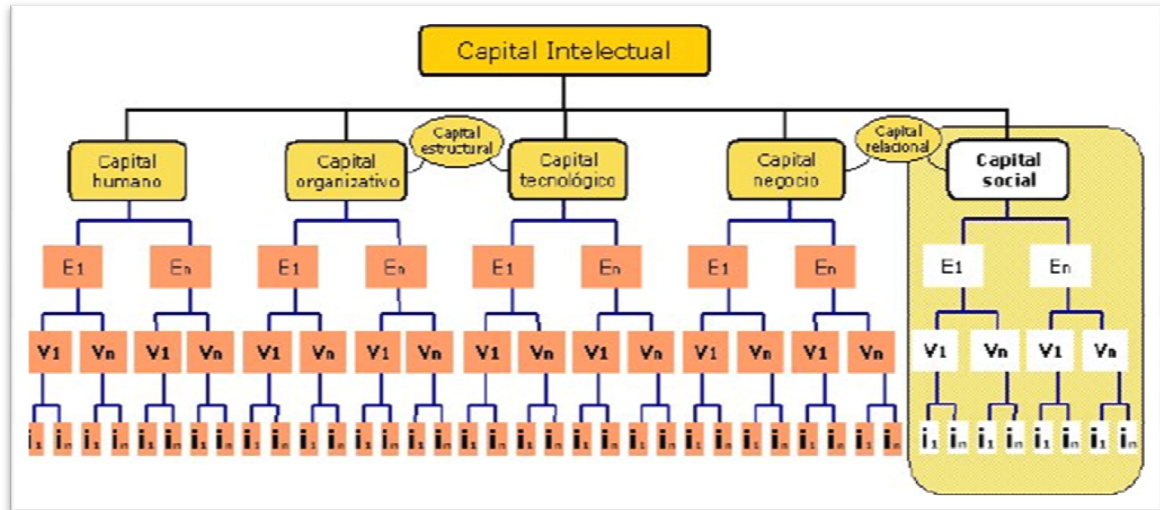 Capital Intelectual
Capital
estructural
Capital
relacional
Capital
humano
Capital
organizativo
Capital
tecnológico
Capital
negocio
Capital
social
E1 En E1 En E1 En E1 En E1 En
V1 Vn V1 Vn V1 Vn V1 Vn V1 Vn V1 Vn V1 Vn V1 Vn V1 Vn V1 Vn
i1 in i1 in i1 in i1 in i1 in i1 in i1 in i1 in i1 in i1 in i1 in i1 in i1 in i1 in i1 in i1 in i1 in i1 in i1 in i1 in